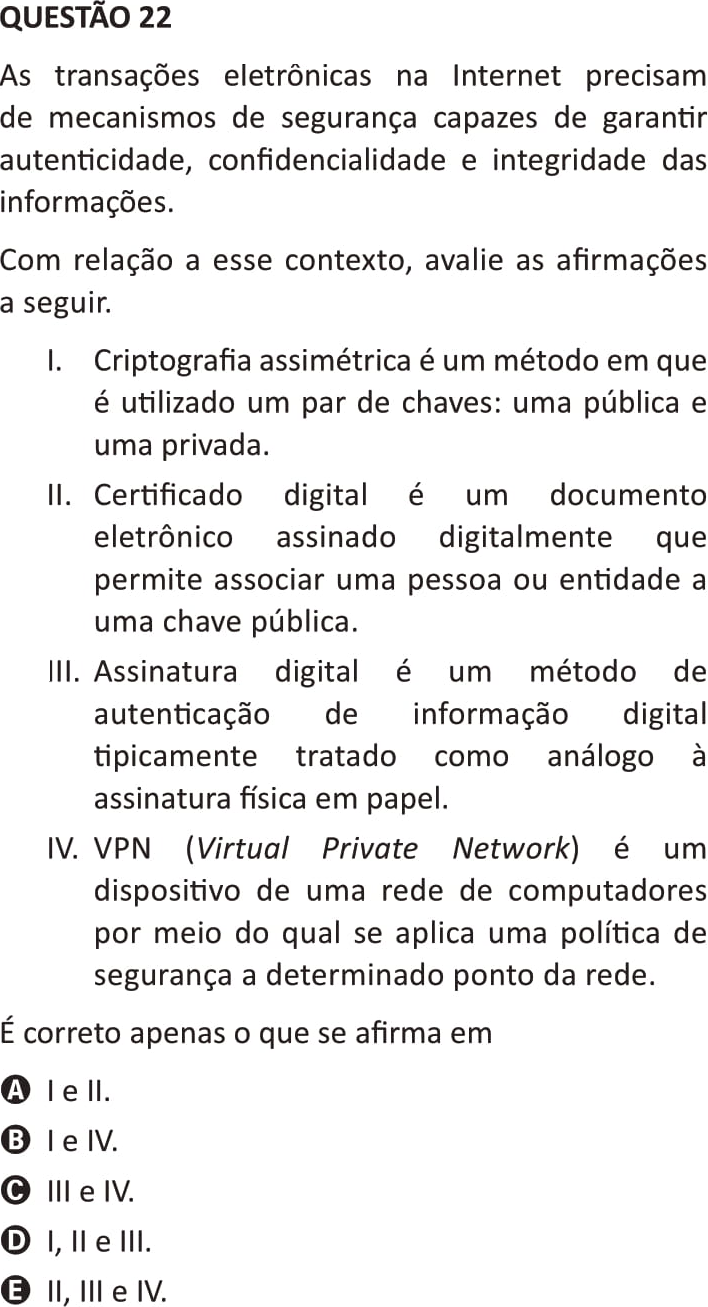 QUESTÃO 22
As transações eletrônicas na Internet precisam
de mecanismos de segurança capazes de garantir
autenticidade, confidencialidade e integridade das
informações.
Com relação a esse contexto, avalie as afirmações
a seguir.
I. Criptografia assimétrica é um método em que
é utilizado um par de chaves: uma pública e
uma privada.
II. Certificado digital é um documento
eletrônico assinado digitalmente que
permite associar uma pessoa ou entidade a
uma chave pública.
III. Assinatura digital é um método de
autenticação de informação digital
tipicamente tratado como análogo à
assinatura física em papel.
IV. VPN (Virtual Private Network) é um
dispositivo de uma rede de computadores
por meio do qual se aplica uma política de
segurança a determinado ponto da rede.
É correto apenas o que se afirma em
A I e II.
B I e IV.
C III e IV.
D I, II e III.
E II, III e IV.